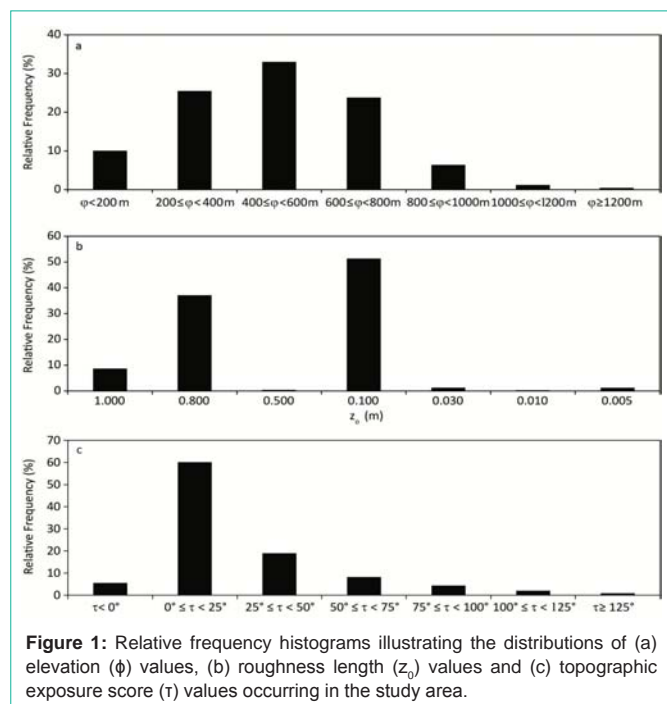 a
Relative Frequency (%)
40
30
20
10
0
φ<200 m 200≤φ<400m 400≤φ<600m 600≤φ<800m 800≤φ<1000m 1000≤φ<l200m φ≥1200m
b
Relative Frequency (%)
60
50
40
30
20
10
0
1.000 0.800 0.500 0.100 0.030 0.010 0.005
z₀ (m)
c
Relative Frequency (%)
70
60
50
40
30
20
10
0
τ< 0° 0° ≤ τ < 25° 25° ≤ τ < 50° 50° ≤ τ < 75° 75° ≤ τ < 100° 100° ≤ τ < 125° τ≥ 125°
Figure 1: Relative frequency histograms illustrating the distributions of (a)
elevation (ϕ) values, (b) roughness length (z₀) values and (c) topographic
exposure score (τ) values occurring in the study area.